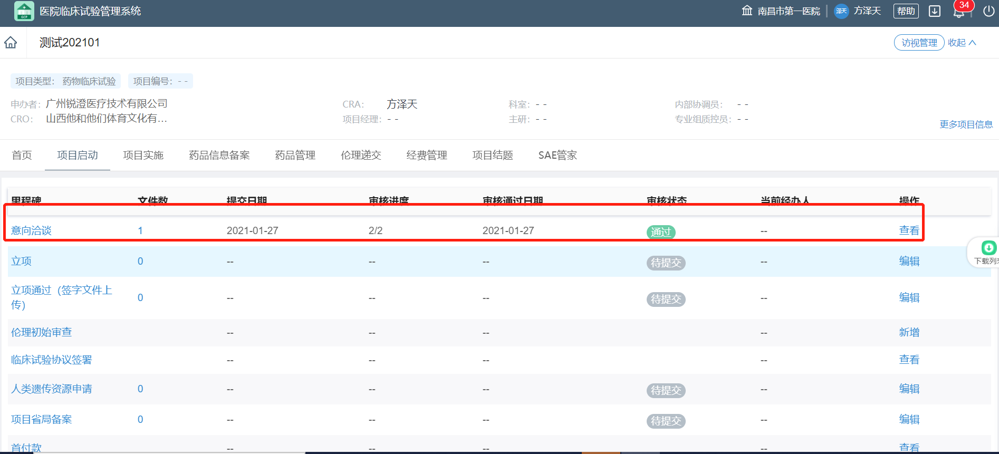 医院临床试验管理系统
GCP
南昌市第一医院
泽天
方泽天
帮助
34
测试202101
访视管理
收起
项目类型： 药物临床试验
项目编号：- -
申办者： 广州锐澄医疗技术有限公司
CRA： 方泽天
科室：- -
内部协调员： - -
CRO： 山西他和他们体育文化有...
项目经理：- -
主研：- -
专业组质控员：- -
更多项目信息
首页 项目启动 项目实施 药品信息备案 药品管理 伦理递交 经费管理 项目结题 SAE管家
里程碑 文件数 提交日期 审核进度 审核通过日期 审核状态 当前经办人 操作
意向洽谈 1 2021-01-27 2/2 2021-01-27 通过 -- 查看
立项 0 -- -- -- 待提交 -- 编辑
立项通过（签字文件上
传） 0 -- -- -- 待提交 -- 编辑
伦理初始审查 -- -- -- -- 新增
临床试验协议签署 -- -- -- -- 查看
人类遗传资源申请 0 -- -- -- 待提交 -- 编辑
项目省局备案 0 -- -- -- 待提交 -- 编辑
首付款 -- -- -- -- 查看
下载列表